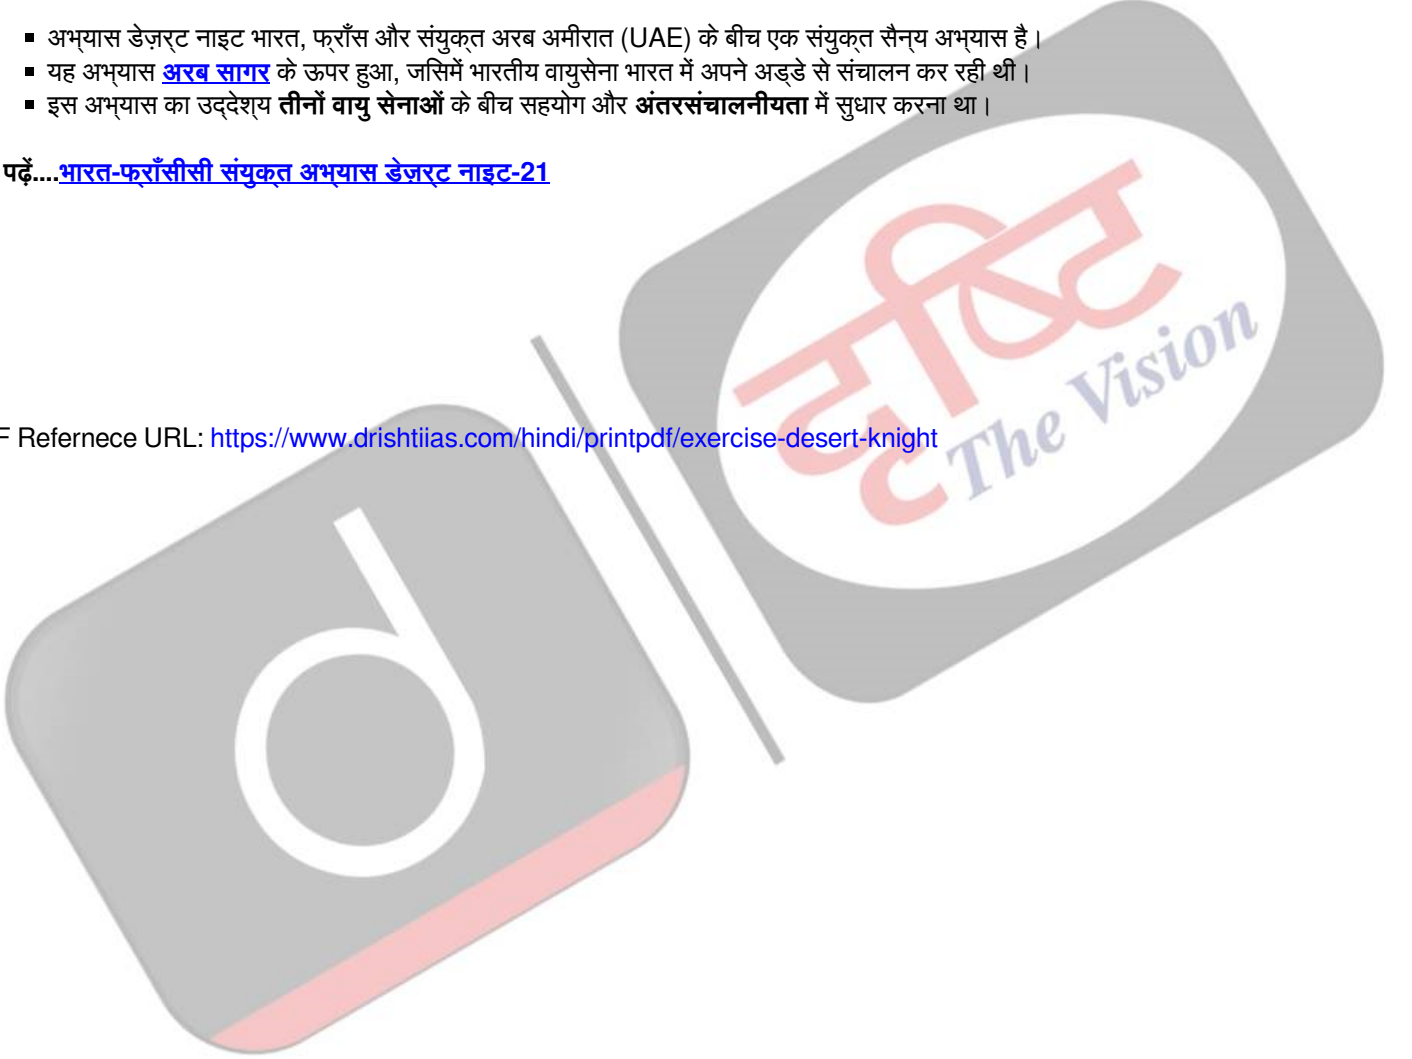 ▪ अभ्यास डेज़र्ट नाइट भारत, फ्राँस और संयुक्त अरब अमीरात (UAE) के बीच एक संयुक्त सैन्य अभ्यास है।
▪ यह अभ्यास अरब सागर के ऊपर हुआ, जसिमें भारतीय वायुसेना भारत में अपने अड्डे से संचालन कर रही थी।
▪ इस अभ्यास का उद्देश्य तीनों वायु सेनाओं के बीच सहयोग और अंतरसंचालनीयता में सुधार करना था।
पढ़ें....भारत-फ्राँसीसी संयुक्त अभ्यास डेज़र्ट नाइट-21
दृष्टि
The Vision
F Refernece URL: https://www.drishtiias.com/hindi/printpdf/exercise-desert-knight
d